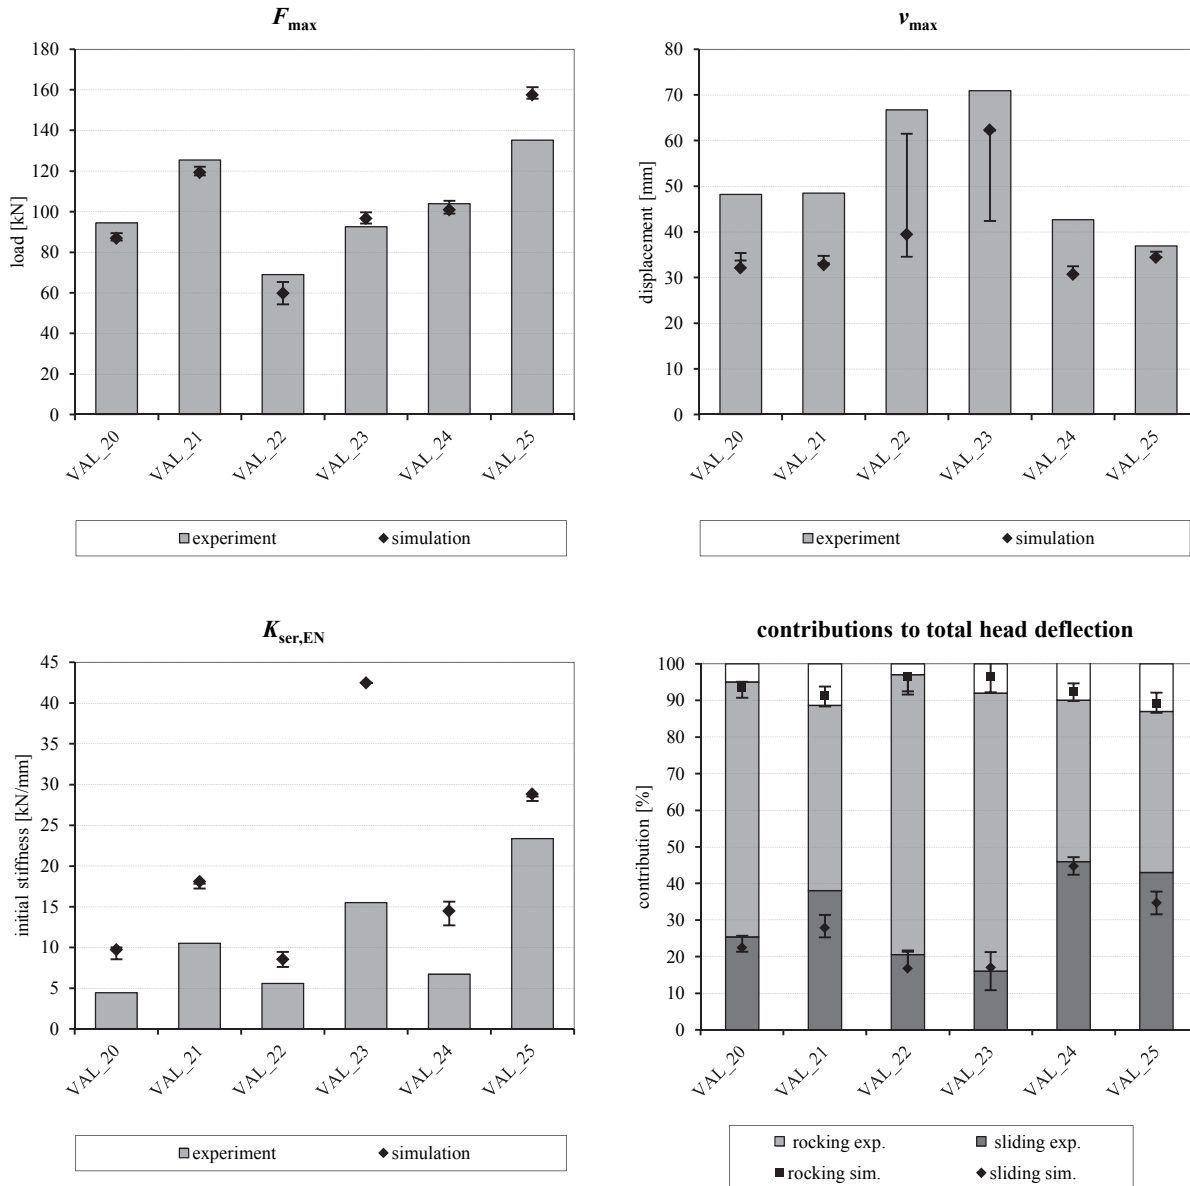 F_max
load [kN]
180
160
140
120
100
80
60
40
20
0
VAL_20 VAL_21 VAL_22 VAL_23 VAL_24 VAL_25
experiment simulation
v_max
displacement [mm]
80
70
60
50
40
30
20
10
0
VAL_20 VAL_21 VAL_22 VAL_23 VAL_24 VAL_25
experiment simulation
K_ser,EN
initial stiffness [kN/mm]
45
40
35
30
25
20
15
10
5
0
VAL_20 VAL_21 VAL_22 VAL_23 VAL_24 VAL_25
experiment simulation
contributions to total head deflection
contribution [%]
100
90
80
70
60
50
40
30
20
10
0
VAL_20 VAL_21 VAL_22 VAL_23 VAL_24 VAL_25
rocking exp. sliding exp.
rocking sim. sliding sim.